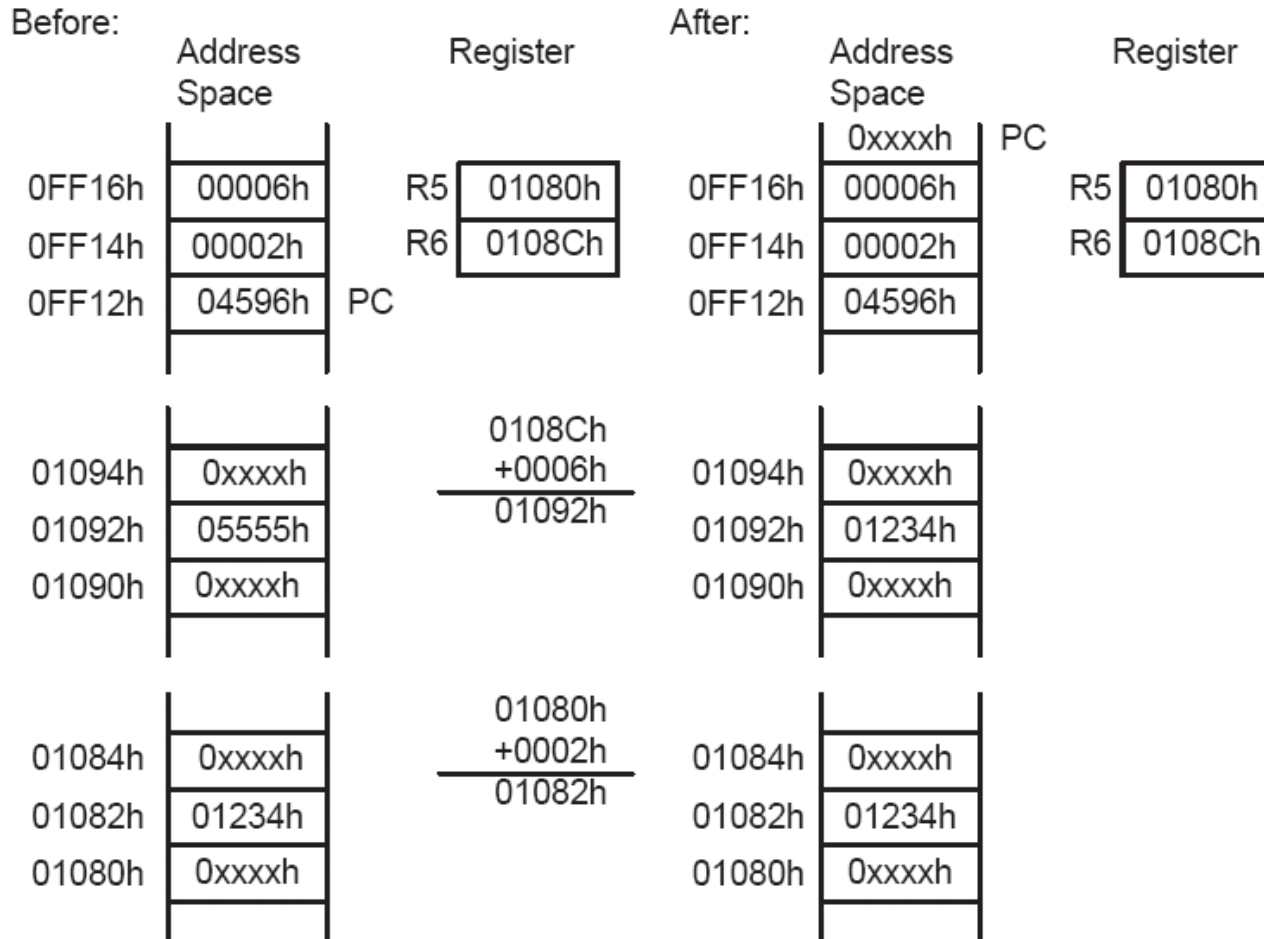 Before:
Address Space
Register
0FF16h 00006h R5 01080h
0FF14h 00002h R6 0108Ch
0FF12h 04596h PC
01094h 0xxxxh
01092h 05555h
01090h 0xxxxh
0108Ch
+0006h
01092h
01084h 0xxxxh
01082h 01234h
01080h 0xxxxh
01080h
+0002h
01082h
After:
Address Space
Register
0xxxxh PC
0FF16h 00006h R5 01080h
0FF14h 00002h R6 0108Ch
0FF12h 04596h
01094h 0xxxxh
01092h 01234h
01090h 0xxxxh
01084h 0xxxxh
01082h 01234h
01080h 0xxxxh